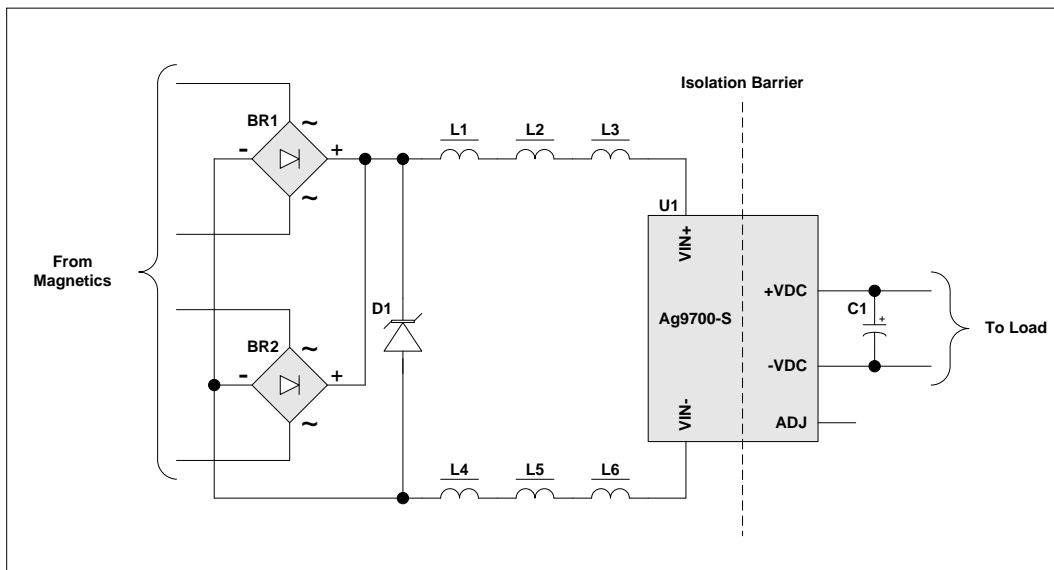 Isolation Barrier
BR1
~
-
+
~
L1
L2
L3
U1
VIN+
From
Magnetics
D1
Ag9700-S
+VDC
C1
+
To Load
BR2
~
-
+
~
-VDC
VIN-
ADJ
L4
L5
L6